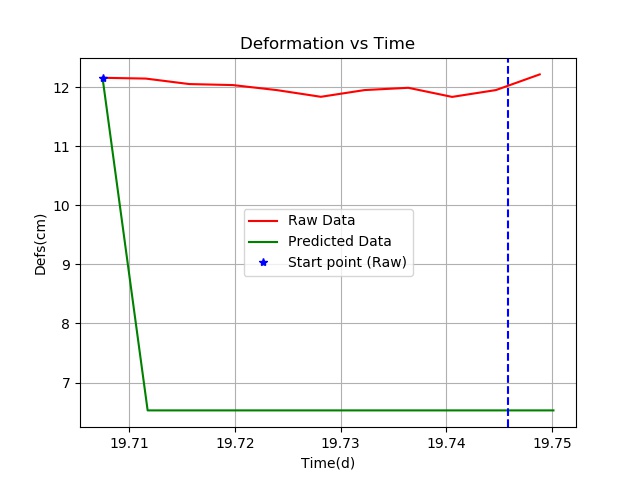 Deformation vs Time
Defs(cm)
12
11
10
9
8
7
Raw Data
Predicted Data
Start point (Raw)
19.71 19.72 19.73 19.74 19.75
Time(d)